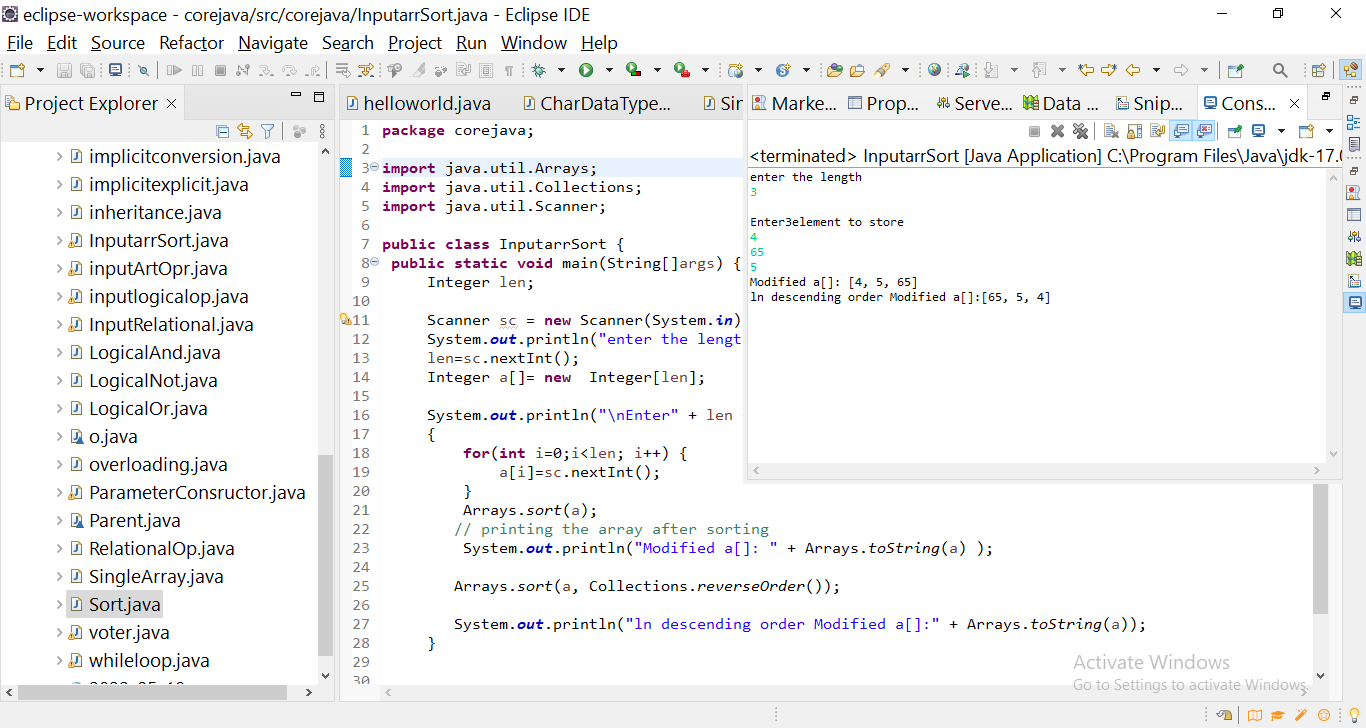 eclipse-workspace - corejava/src/corejava/InputarrSort.java - Eclipse IDE
File Edit Source Refactor Navigate Search Project Run Window Help
Project Explorer
implicitconversion.java
implicitexplicit.java
inheritance.java
InputarrSort.java
inputArtOpr.java
inputlogicalop.java
InputRelational.java
LogicalAnd.java
LogicalNot.java
LogicalOr.java
o.java
overloading.java
ParameterConsructor.java
Parent.java
RelationalOp.java
SingleArray.java
Sort.java
voter.java
whileloop.java
helloworld.java CharDataType... Sir
1 package corejava;
2
3 import java.util.Arrays;
4 import java.util.Collections;
5 import java.util.Scanner;
6
7 public class InputarrSort {
8 public static void main(String[]args) {
9 Integer len;
10
11 Scanner sc = new Scanner(System.in)
12 System.out.println("enter the lengt
13 len=sc.nextInt();
14 Integer a[]= new Integer[len];
15
16 System.out.println("\nEnter" + len
17 {
18 for(int i=0;i<len; i++) {
19 a[i]=sc.nextInt();
20 }
21 Arrays.sort(a);
22 // printing the array after sorting
23 System.out.println("Modified a[]: " + Arrays.toString(a) );
24
25 Arrays.sort(a, Collections.reverseOrder());
26
27 System.out.println("ln descending order Modified a[]:" + Arrays.toString(a));
28 }
29
30
Marke... Prop... Serve... Data ... Snip... Cons...
<terminated> InputarrSort [Java Application] C:\Program Files\Java\jdk-17.
enter the length
3
Enter3element to store
4
65
5
Modified a[]: [4, 5, 65]
ln descending order Modified a[]:[65, 5, 4]
Activate Windows
Go to Settings to activate Windows.